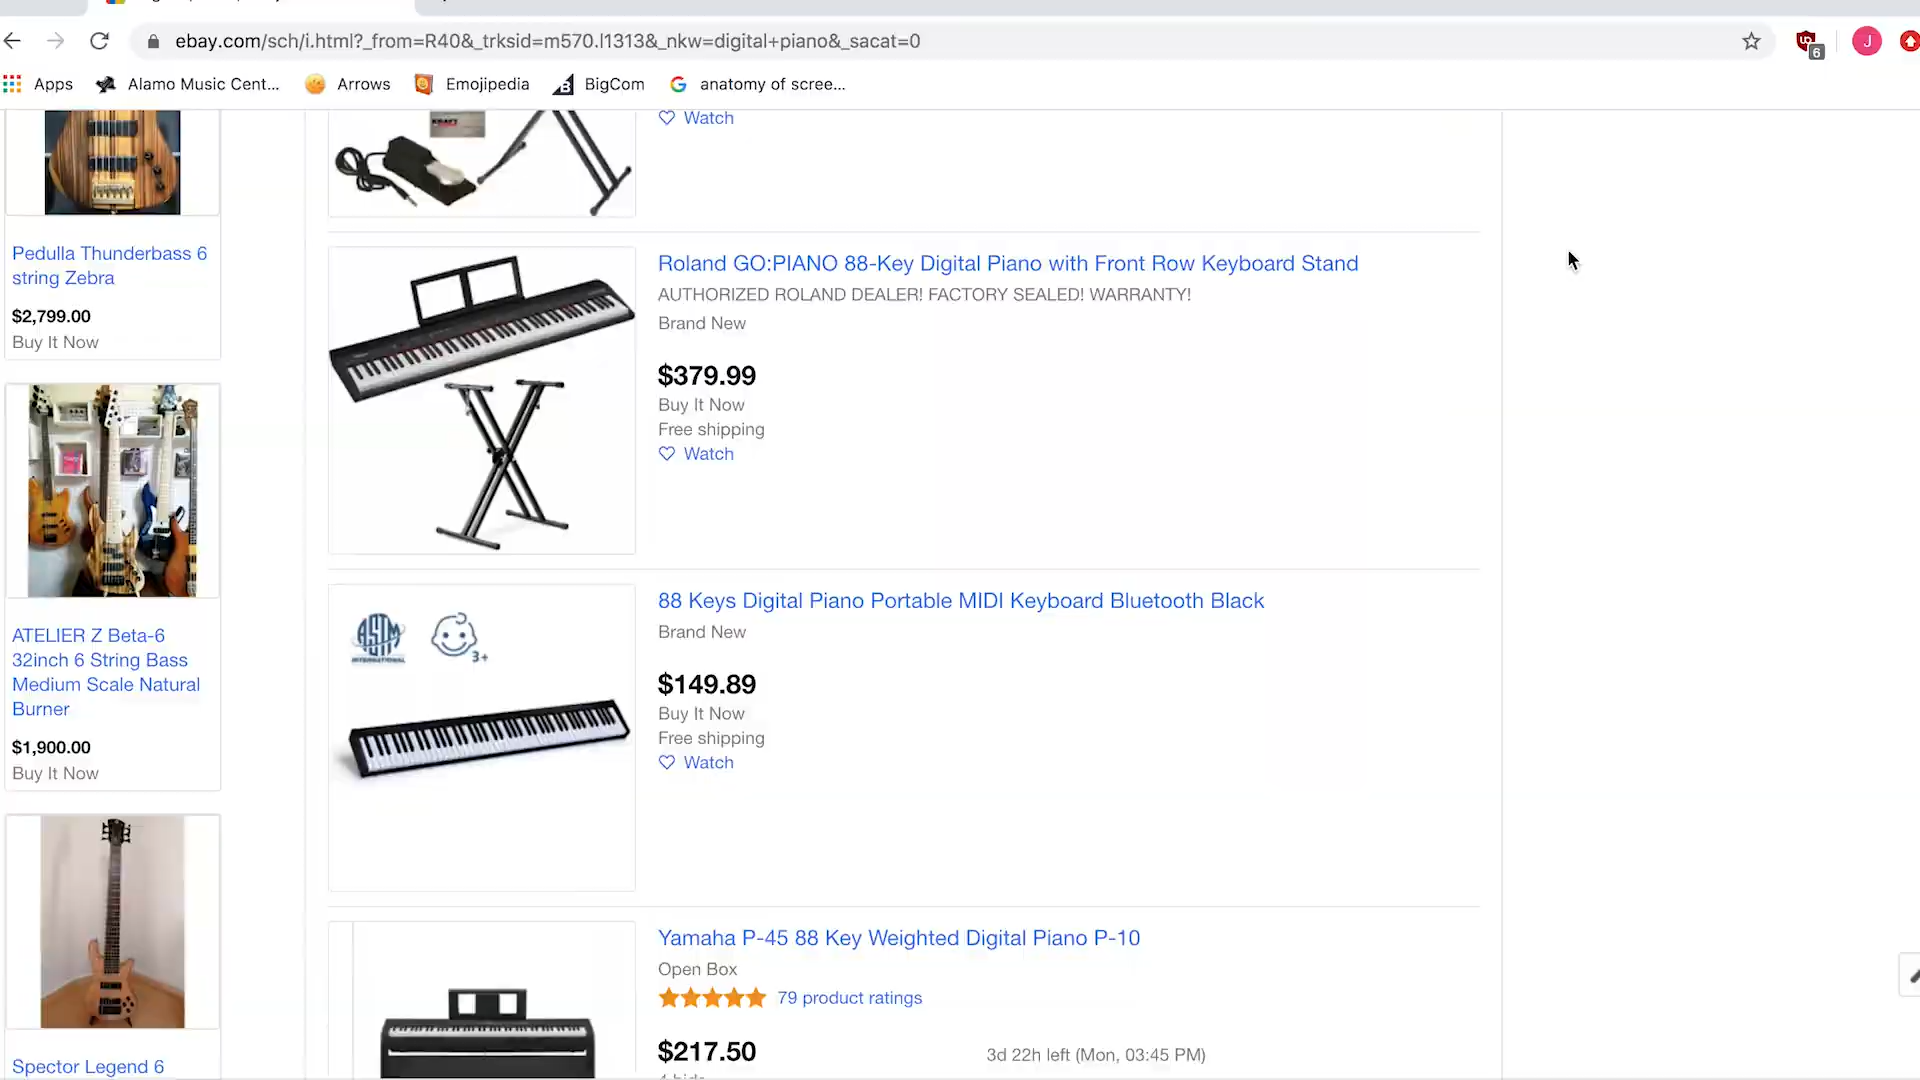 ebay.com/sch/i.html?_from=R40&_trksid=m570.l1313&_nkw=digital+piano&_sacat=0
6
J
Apps
Alamo Music Cent...
Arrows
Emojipedia
BigCom
anatomy of scree...
Pedulla Thunderbass 6
string Zebra
$2,799.00
Buy It Now
ATELIER Z Beta-6
32inch 6 String Bass
Medium Scale Natural
Burner
$1,900.00
Buy It Now
Spector Legend 6
Watch
Roland GO:PIANO 88-Key Digital Piano with Front Row Keyboard Stand
AUTHORIZED ROLAND DEALER! FACTORY SEALED! WARRANTY!
Brand New
$379.99
Buy It Now
Free shipping
Watch
ASTM
INTERNATIONAL
3+
88 Keys Digital Piano Portable MIDI Keyboard Bluetooth Black
Brand New
$149.89
Buy It Now
Free shipping
Watch
Yamaha P-45 88 Key Weighted Digital Piano P-10
Open Box
79 product ratings
$217.50
3d 22h left (Mon, 03:45 PM)